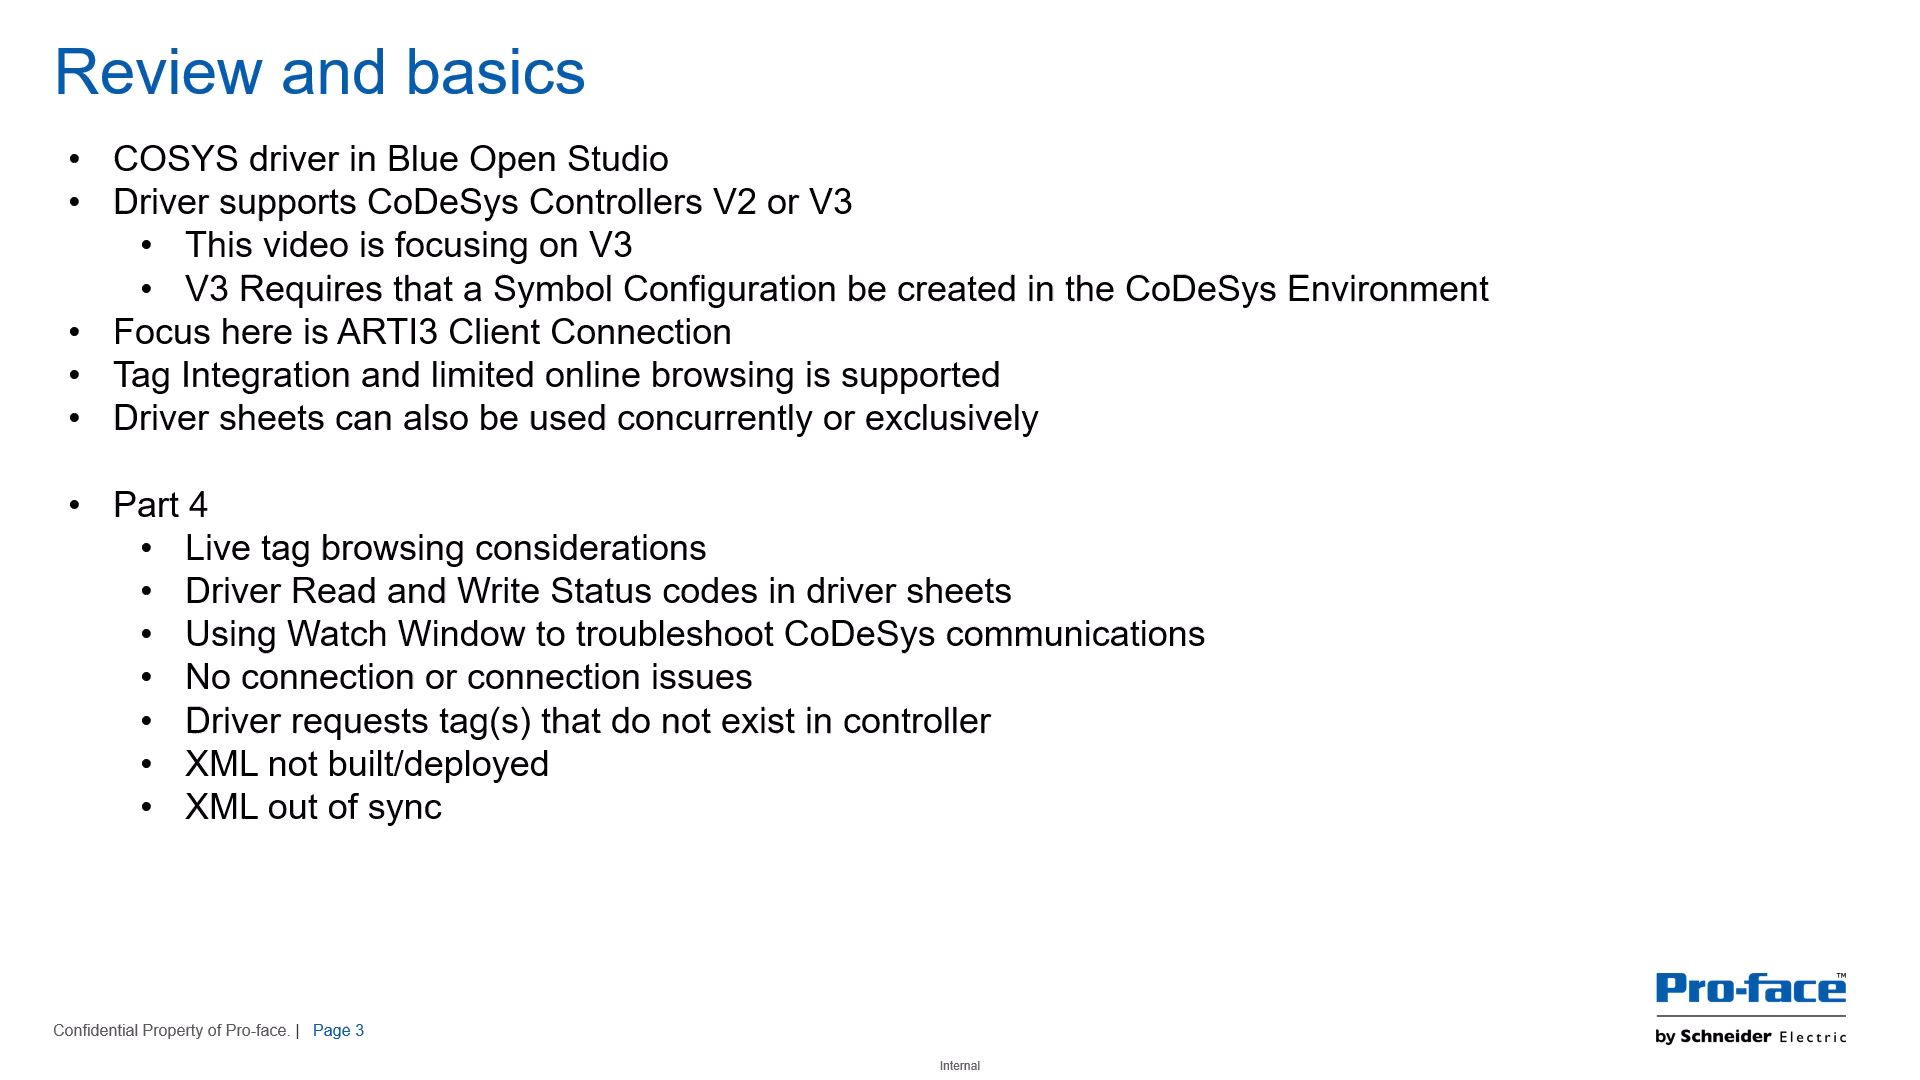 Review and basics
• COSYS driver in Blue Open Studio
• Driver supports CoDeSys Controllers V2 or V3
• This video is focusing on V3
• V3 Requires that a Symbol Configuration be created in the CoDeSys Environment
• Focus here is ARTI3 Client Connection
• Tag Integration and limited online browsing is supported
• Driver sheets can also be used concurrently or exclusively
• Part 4
• Live tag browsing considerations
• Driver Read and Write Status codes in driver sheets
• Using Watch Window to troubleshoot CoDeSys communications
• No connection or connection issues
• Driver requests tag(s) that do not exist in controller
• XML not built/deployed
• XML out of sync
Pro-face™
by Schneider Electric
Confidential Property of Pro-face. | Page 3
Internal